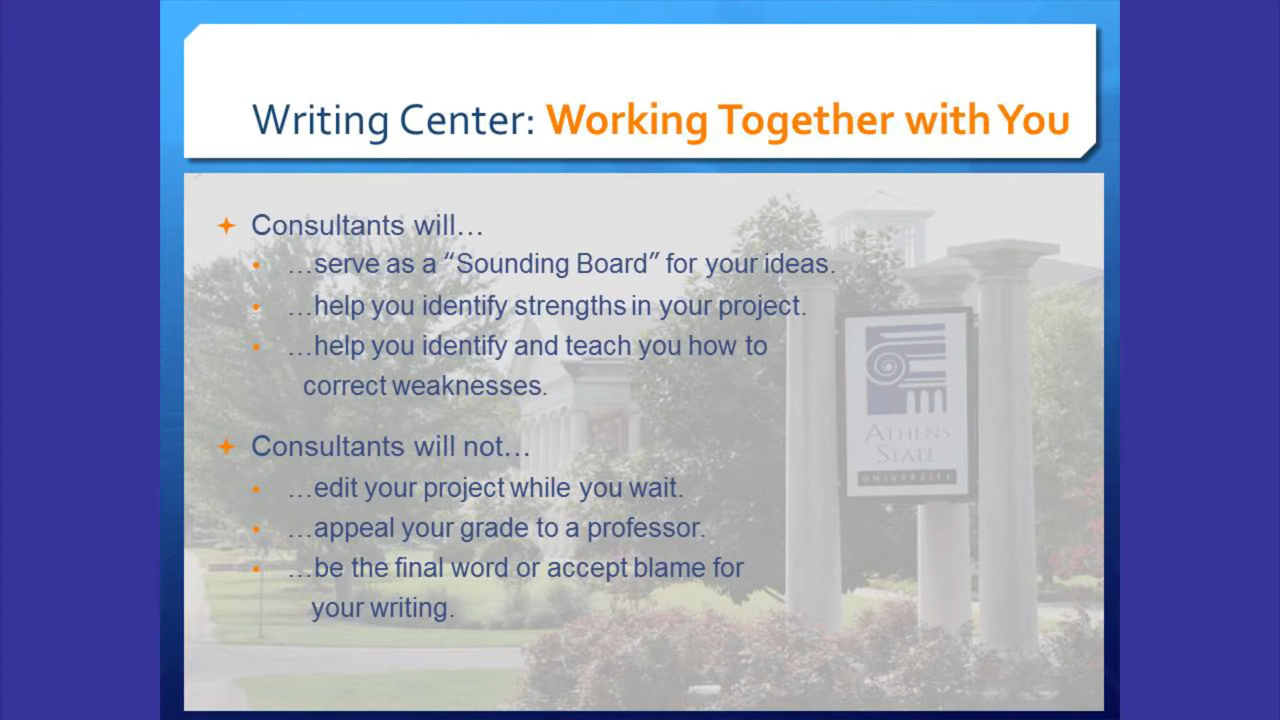 Writing Center: Working Together with You
Consultants will…
…serve as a “Sounding Board” for your ideas.
…help you identify strengths in your project.
…help you identify and teach you how to
correct weaknesses.
Consultants will not…
…edit your project while you wait.
…appeal your grade to a professor.
…be the final word or accept blame for
your writing.
ATHENS
STATE
UNIVERSITY